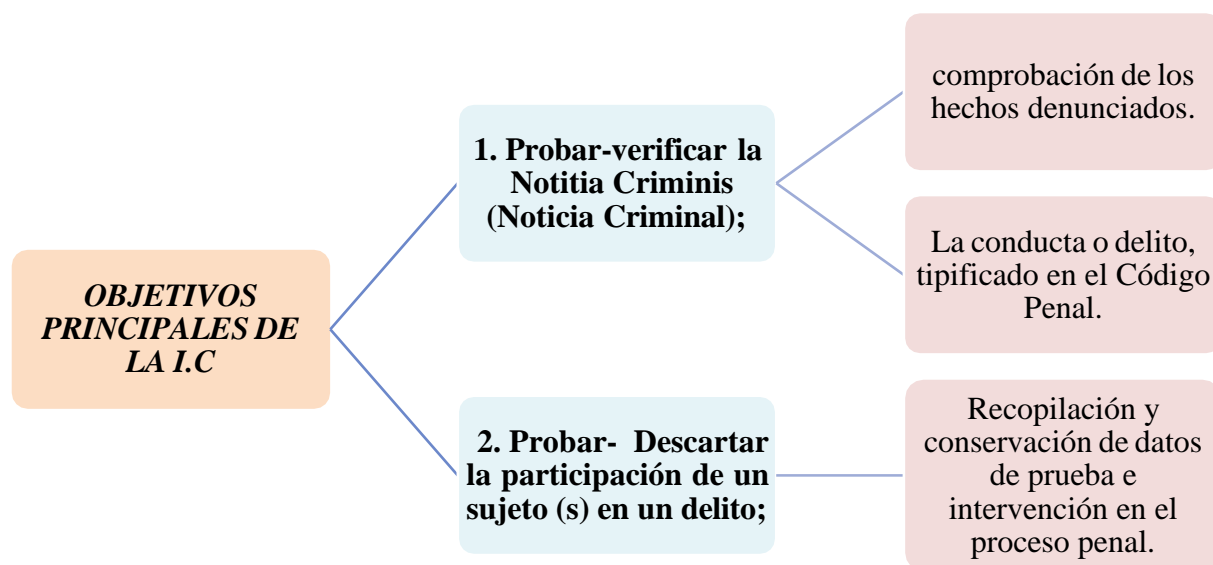 OBJETIVOS
PRINCIPALES DE
LA I.C
1. Probar-verificar la
Notitia Criminis
(Noticia Criminal);
comprobación de los
hechos denunciados.
La conducta o delito,
tipificado en el Código
Penal.
2. Probar- Descartar
la participación de un
sujeto (s) en un delito;
Recopilación y
conservación de datos
de prueba e
intervención en el
proceso penal.